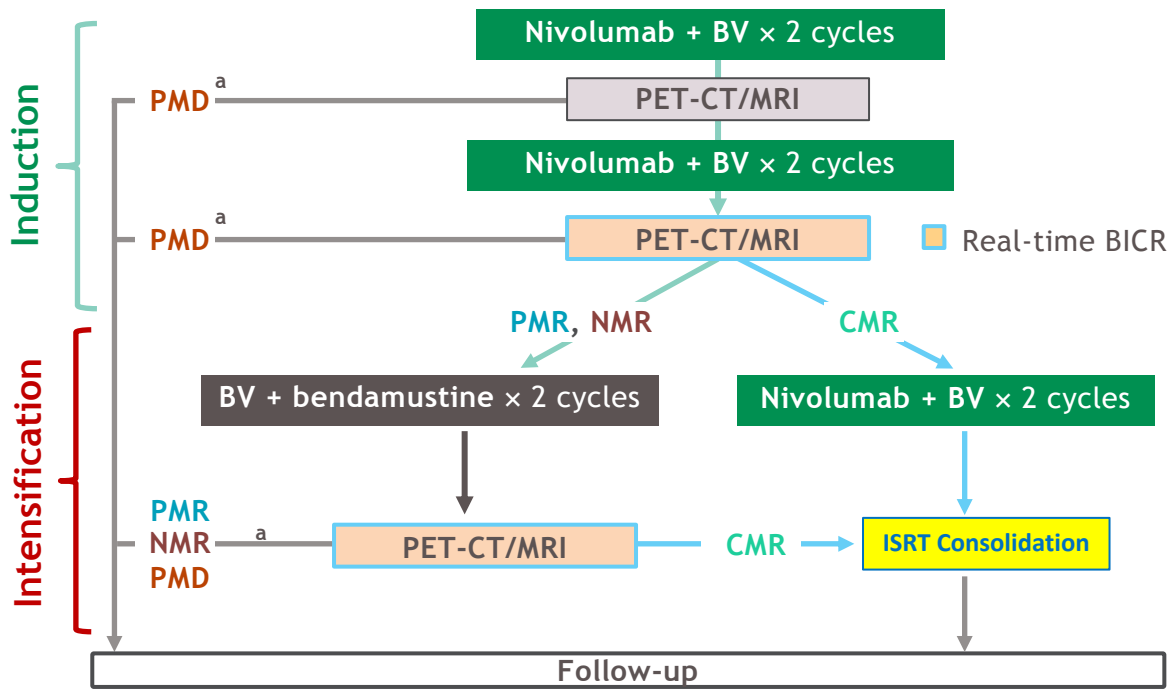 Induction
Nivolumab + BV × 2 cycles
PMD a
PET-CT/MRI
Nivolumab + BV × 2 cycles
PMD a
PET-CT/MRI
Real-time BICR
PMR, NMR
CMR
Intensification
BV + bendamustine × 2 cycles
Nivolumab + BV × 2 cycles
PMR
NMR a
PMD
PET-CT/MRI
CMR
ISRT Consolidation
Follow-up